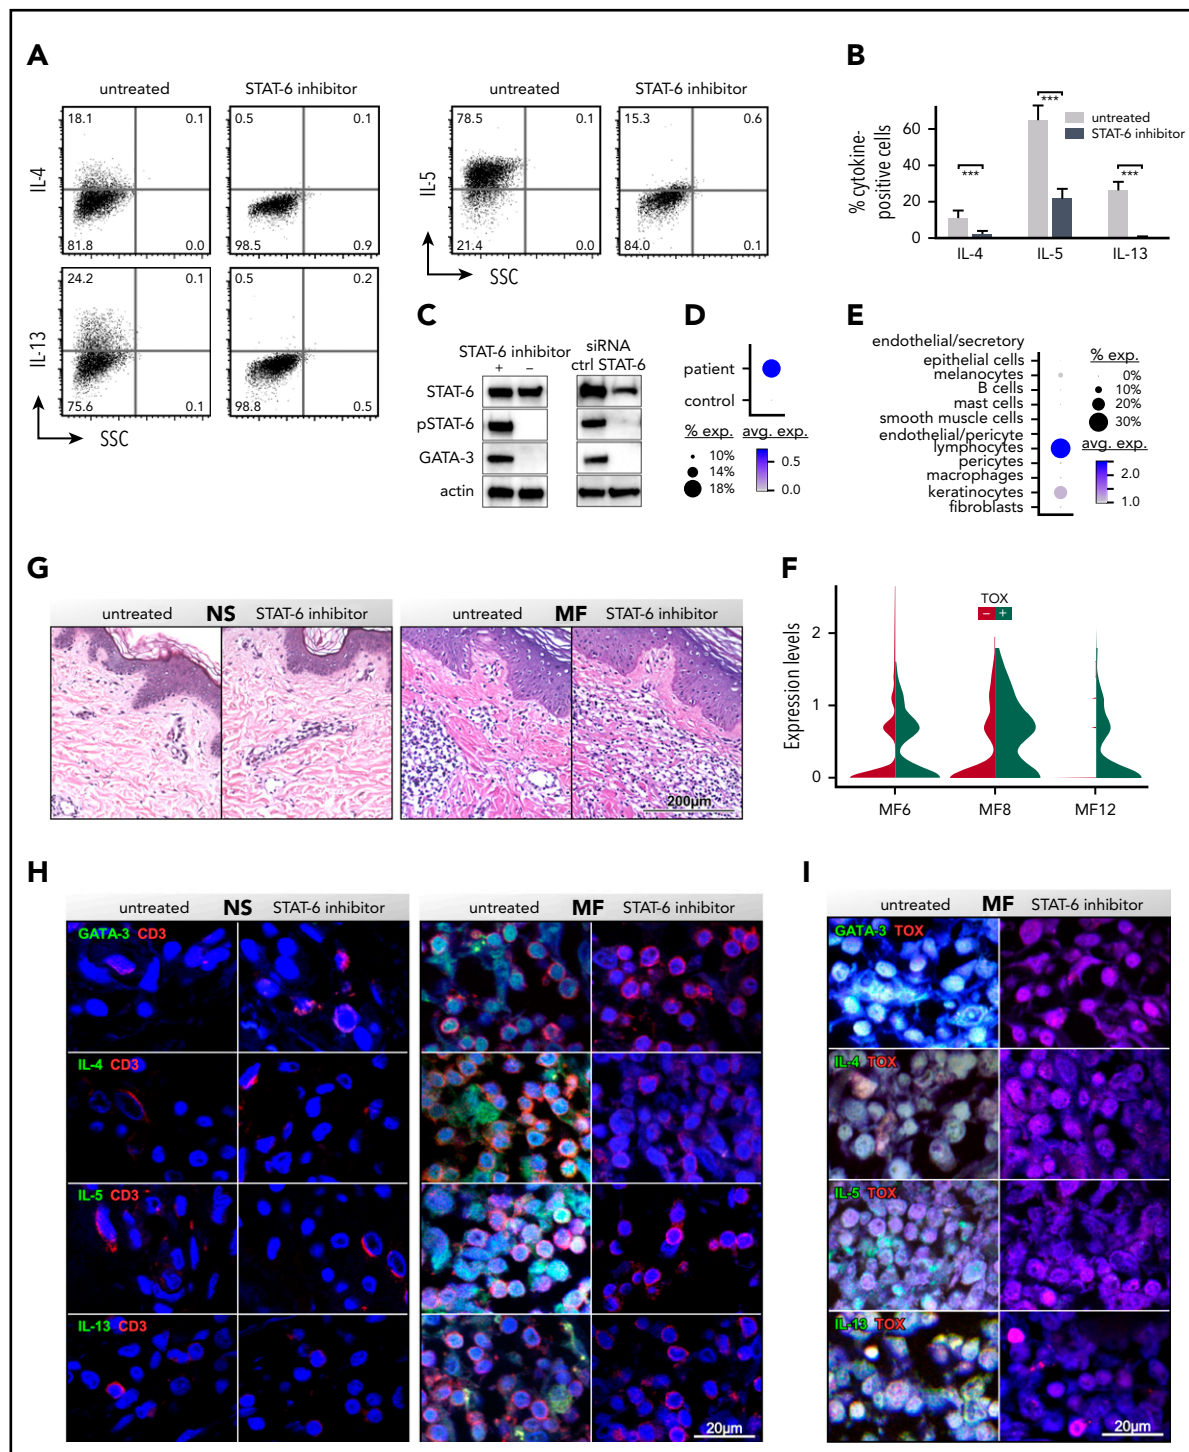 A
untreated
STAT-6 inhibitor
18.1
0.1
0.5
0.1
IL-4
81.8
0.0
98.5
0.9
24.2
0.1
0.5
0.2
IL-13
75.6
0.1
98.8
0.5
SSC
untreated
STAT-6 inhibitor
78.5
0.1
15.3
0.6
IL-5
21.4
0.0
84.0
0.1
SSC
B
% cytokine-
positive cells
60
40
20
0
***
***
***
untreated
STAT-6 inhibitor
IL-4
IL-5
IL-13
C
STAT-6 inhibitor
+ −
siRNA
ctrl STAT-6
STAT-6
pSTAT-6
GATA-3
actin
D
patient
control
% exp.
10%
14%
18%
avg. exp.
0.5
0.0
E
endothelial/secretory
epithelial cells
melanocytes
B cells
mast cells
smooth muscle cells
endothelial/pericyte
lymphocytes
pericytes
macrophages
keratinocytes
fibroblasts
% exp.
0%
10%
20%
30%
avg. exp.
2.0
1.0
G
untreated NS STAT-6 inhibitor
untreated MF STAT-6 inhibitor
200µm
F
TOX
− +
Expression levels
2
1
0
MF6
MF8
MF12
H
untreated NS STAT-6 inhibitor
untreated MF STAT-6 inhibitor
GATA-3 CD3
IL-4 CD3
IL-5 CD3
IL-13 CD3
20µm
I
untreated MF STAT-6 inhibitor
GATA-3 TOX
IL-4 TOX
IL-5 TOX
IL-13 TOX
20µm